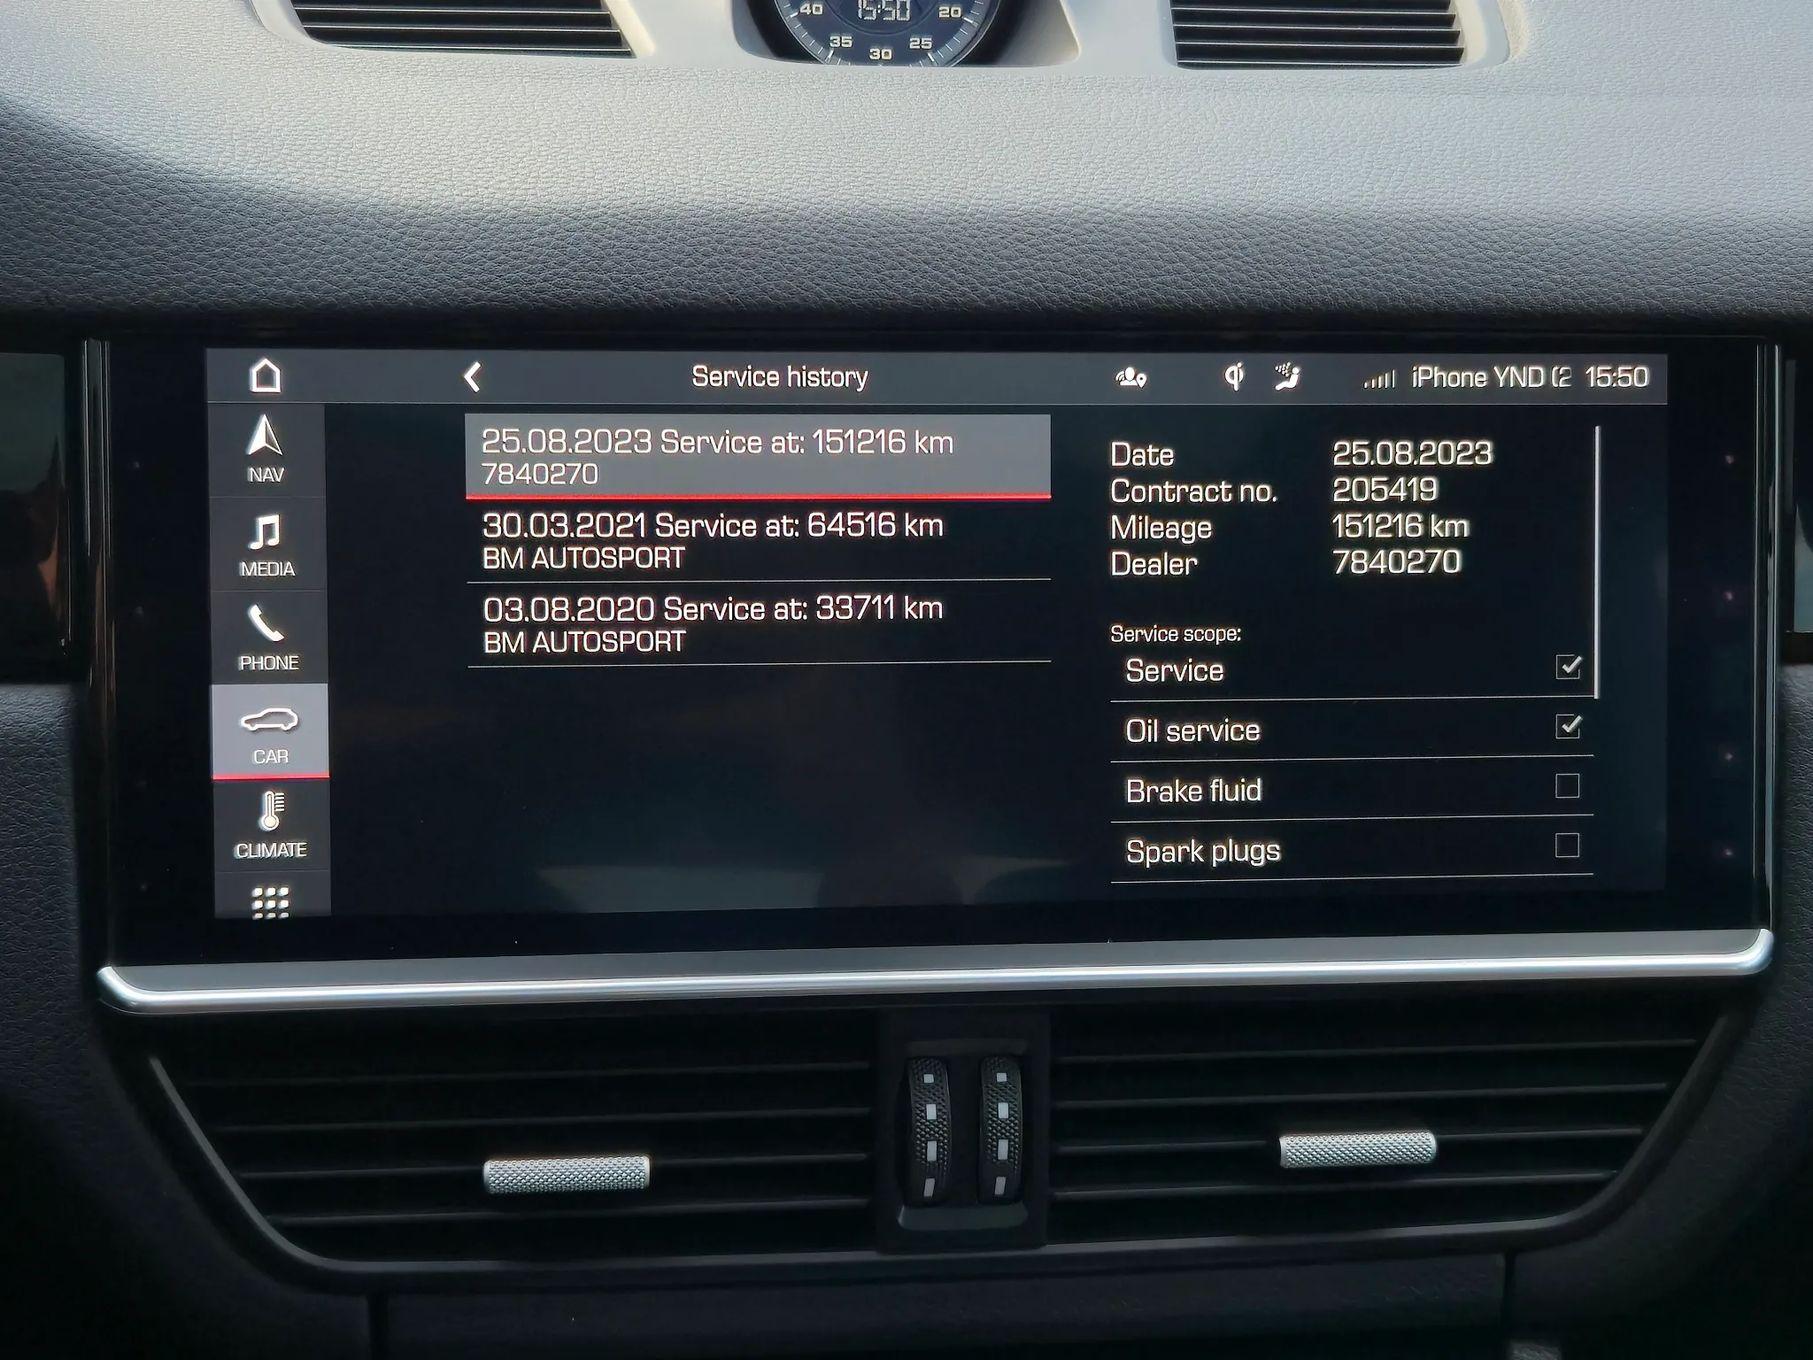 40
15:50
20
35
25
30
Service history
iPhone YND (2
15:50
NAV
MEDIA
PHONE
CAR
CLIMATE
25.08.2023 Service at: 151216 km
7840270
30.03.2021 Service at: 64516 km
BM AUTOSPORT
03.08.2020 Service at: 33711 km
BM AUTOSPORT
Date 25.08.2023
Contract no. 205419
Mileage 151216 km
Dealer 7840270
Service scope:
Service
Oil service
Brake fluid
Spark plugs